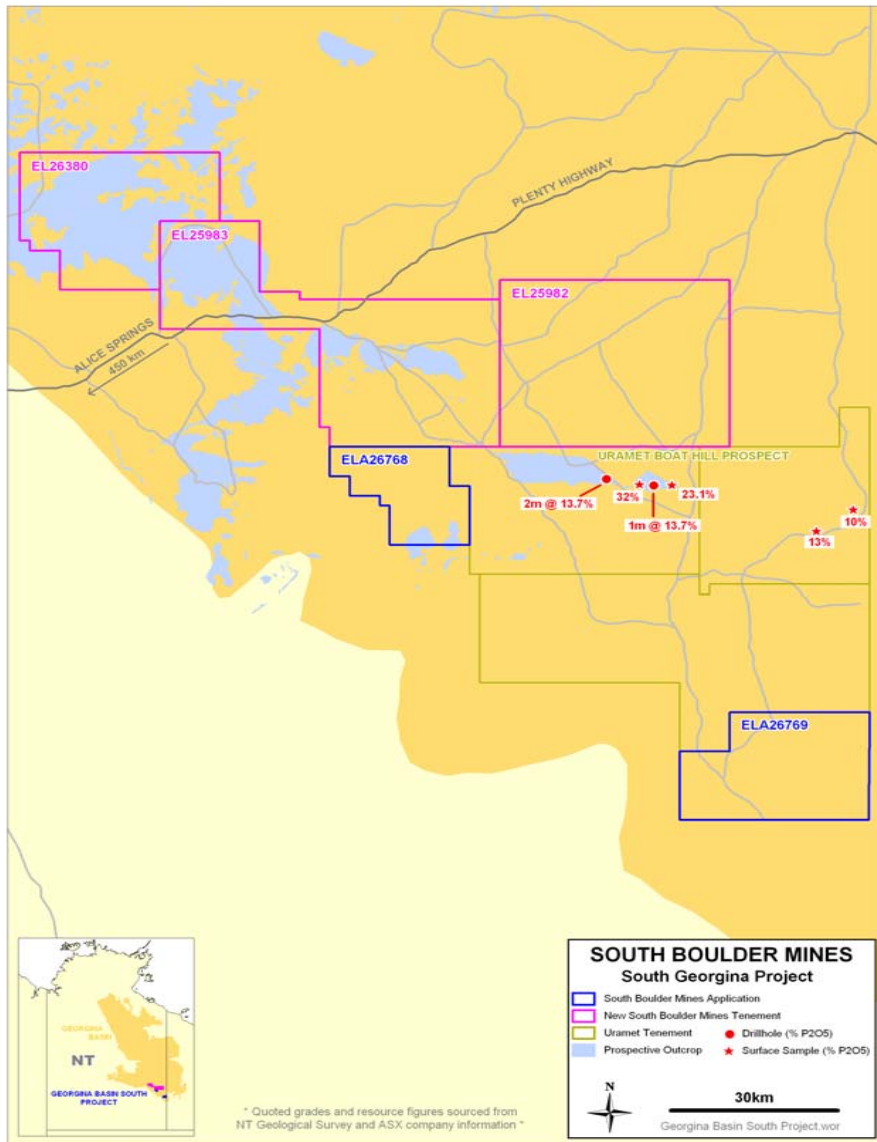 EL26380
PLENTY HIGHWAY
EL25983
EL25982
ALICE SPRINGS
450 km
URAMET BOAT HILL PROSPECT
ELA26768
2m @ 13.7%
32%
23.1%
1m @ 13.7%
10%
13%
ELA26769
GEORGINA
BASIN
NT
GEORGINA BASIN SOUTH
PROJECT
* Quoted grades and resource figures sourced from
NT Geological Survey and ASX company information *
SOUTH BOULDER MINES
South Georgina Project
South Boulder Mines Application
New South Boulder Mines Tenement
Uramet Tenement
Drillhole (% P2O5)
Prospective Outcrop
Surface Sample (% P2O5)
N
30km
Georgina Basin South Project.wor